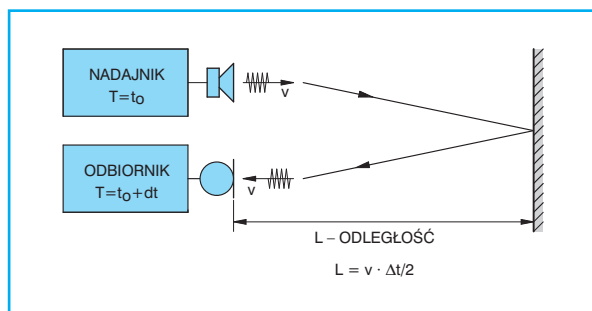 NADAJNIK
T=to
v
ODBIORNIK
T=to+dt
v
L – ODLEGŁOŚĆ
L = v · Δt/2